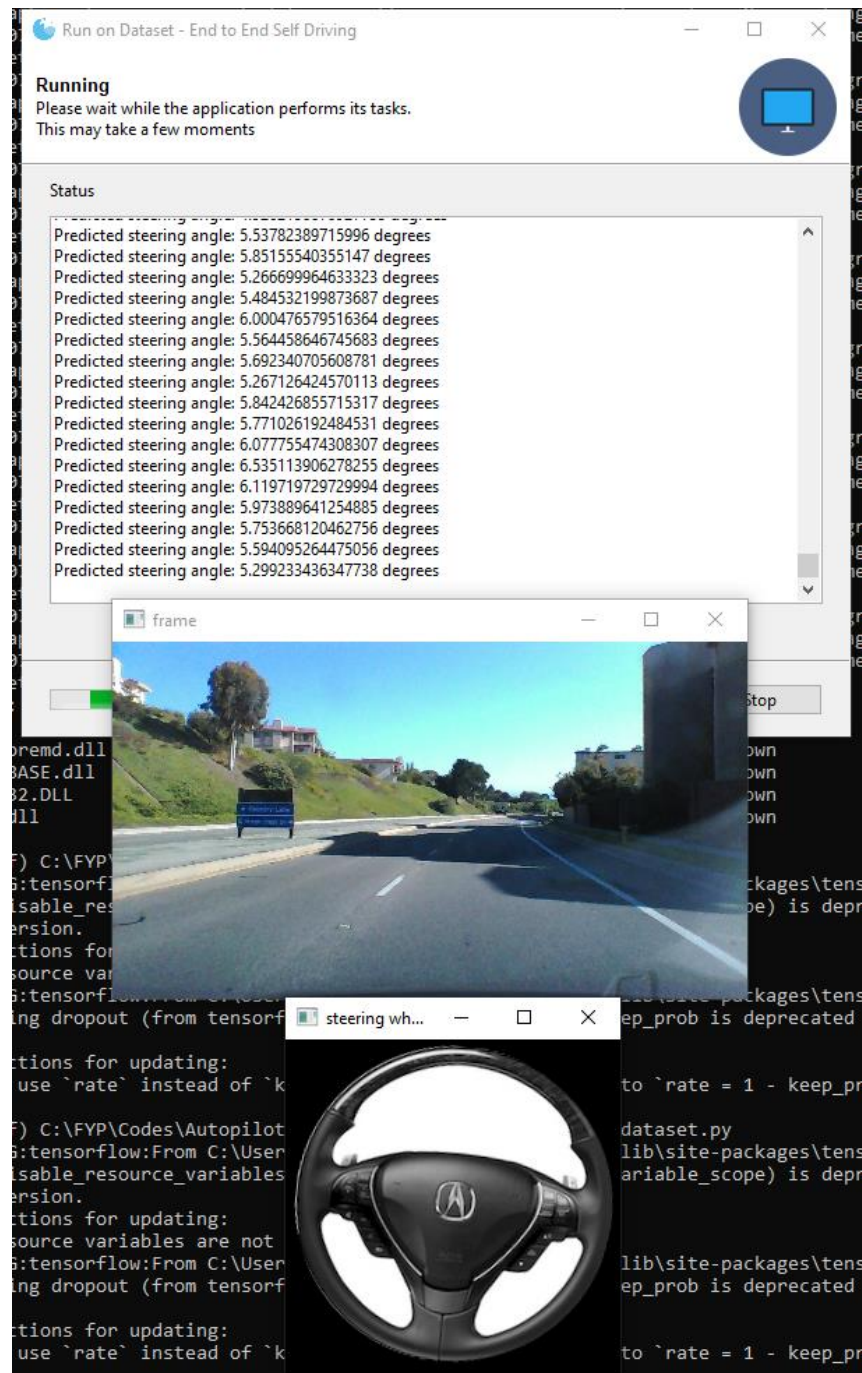 Run on Dataset - End to End Self Driving
Running
Please wait while the application performs its tasks.
This may take a few moments
Status
Predicted steering angle: 5.53782389715996 degrees
Predicted steering angle: 5.85155540355147 degrees
Predicted steering angle: 5.266699964633323 degrees
Predicted steering angle: 5.484532199873687 degrees
Predicted steering angle: 6.000476579516364 degrees
Predicted steering angle: 5.564458646745683 degrees
Predicted steering angle: 5.692340705608781 degrees
Predicted steering angle: 5.267126424570113 degrees
Predicted steering angle: 5.842426855715317 degrees
Predicted steering angle: 5.771026192484531 degrees
Predicted steering angle: 6.077755474308307 degrees
Predicted steering angle: 6.535113906278255 degrees
Predicted steering angle: 6.119719729729994 degrees
Predicted steering angle: 5.973889641254885 degrees
Predicted steering angle: 5.753668120462756 degrees
Predicted steering angle: 5.594095264475056 degrees
Predicted steering angle: 5.299233436347738 degrees
frame
Stop
oremd.dll own
BASE.dll own
32.DLL own
dll own
f) C:\FYP\
G:tensorfl ckages\tens
isable_res pe) is depr
ersion.
ctions for
source var
G:tensorflow:From C:\User lib\site-packages\tens
steering wh...
ing dropout (from tensorf eep_prob is deprecated
ctions for updating:
use `rate` instead of `k to `rate = 1 - keep_pr
f) C:\FYP\Codes\Autopilot dataset.py
G:tensorflow:From C:\User lib\site-packages\tens
isable_resource_variables ariable_scope) is depr
ersion.
ctions for updating:
source variables are not
G:tensorflow:From C:\User lib\site-packages\tens
ing dropout (from tensorf eep_prob is deprecated
ctions for updating:
use `rate` instead of `k to `rate = 1 - keep_pr